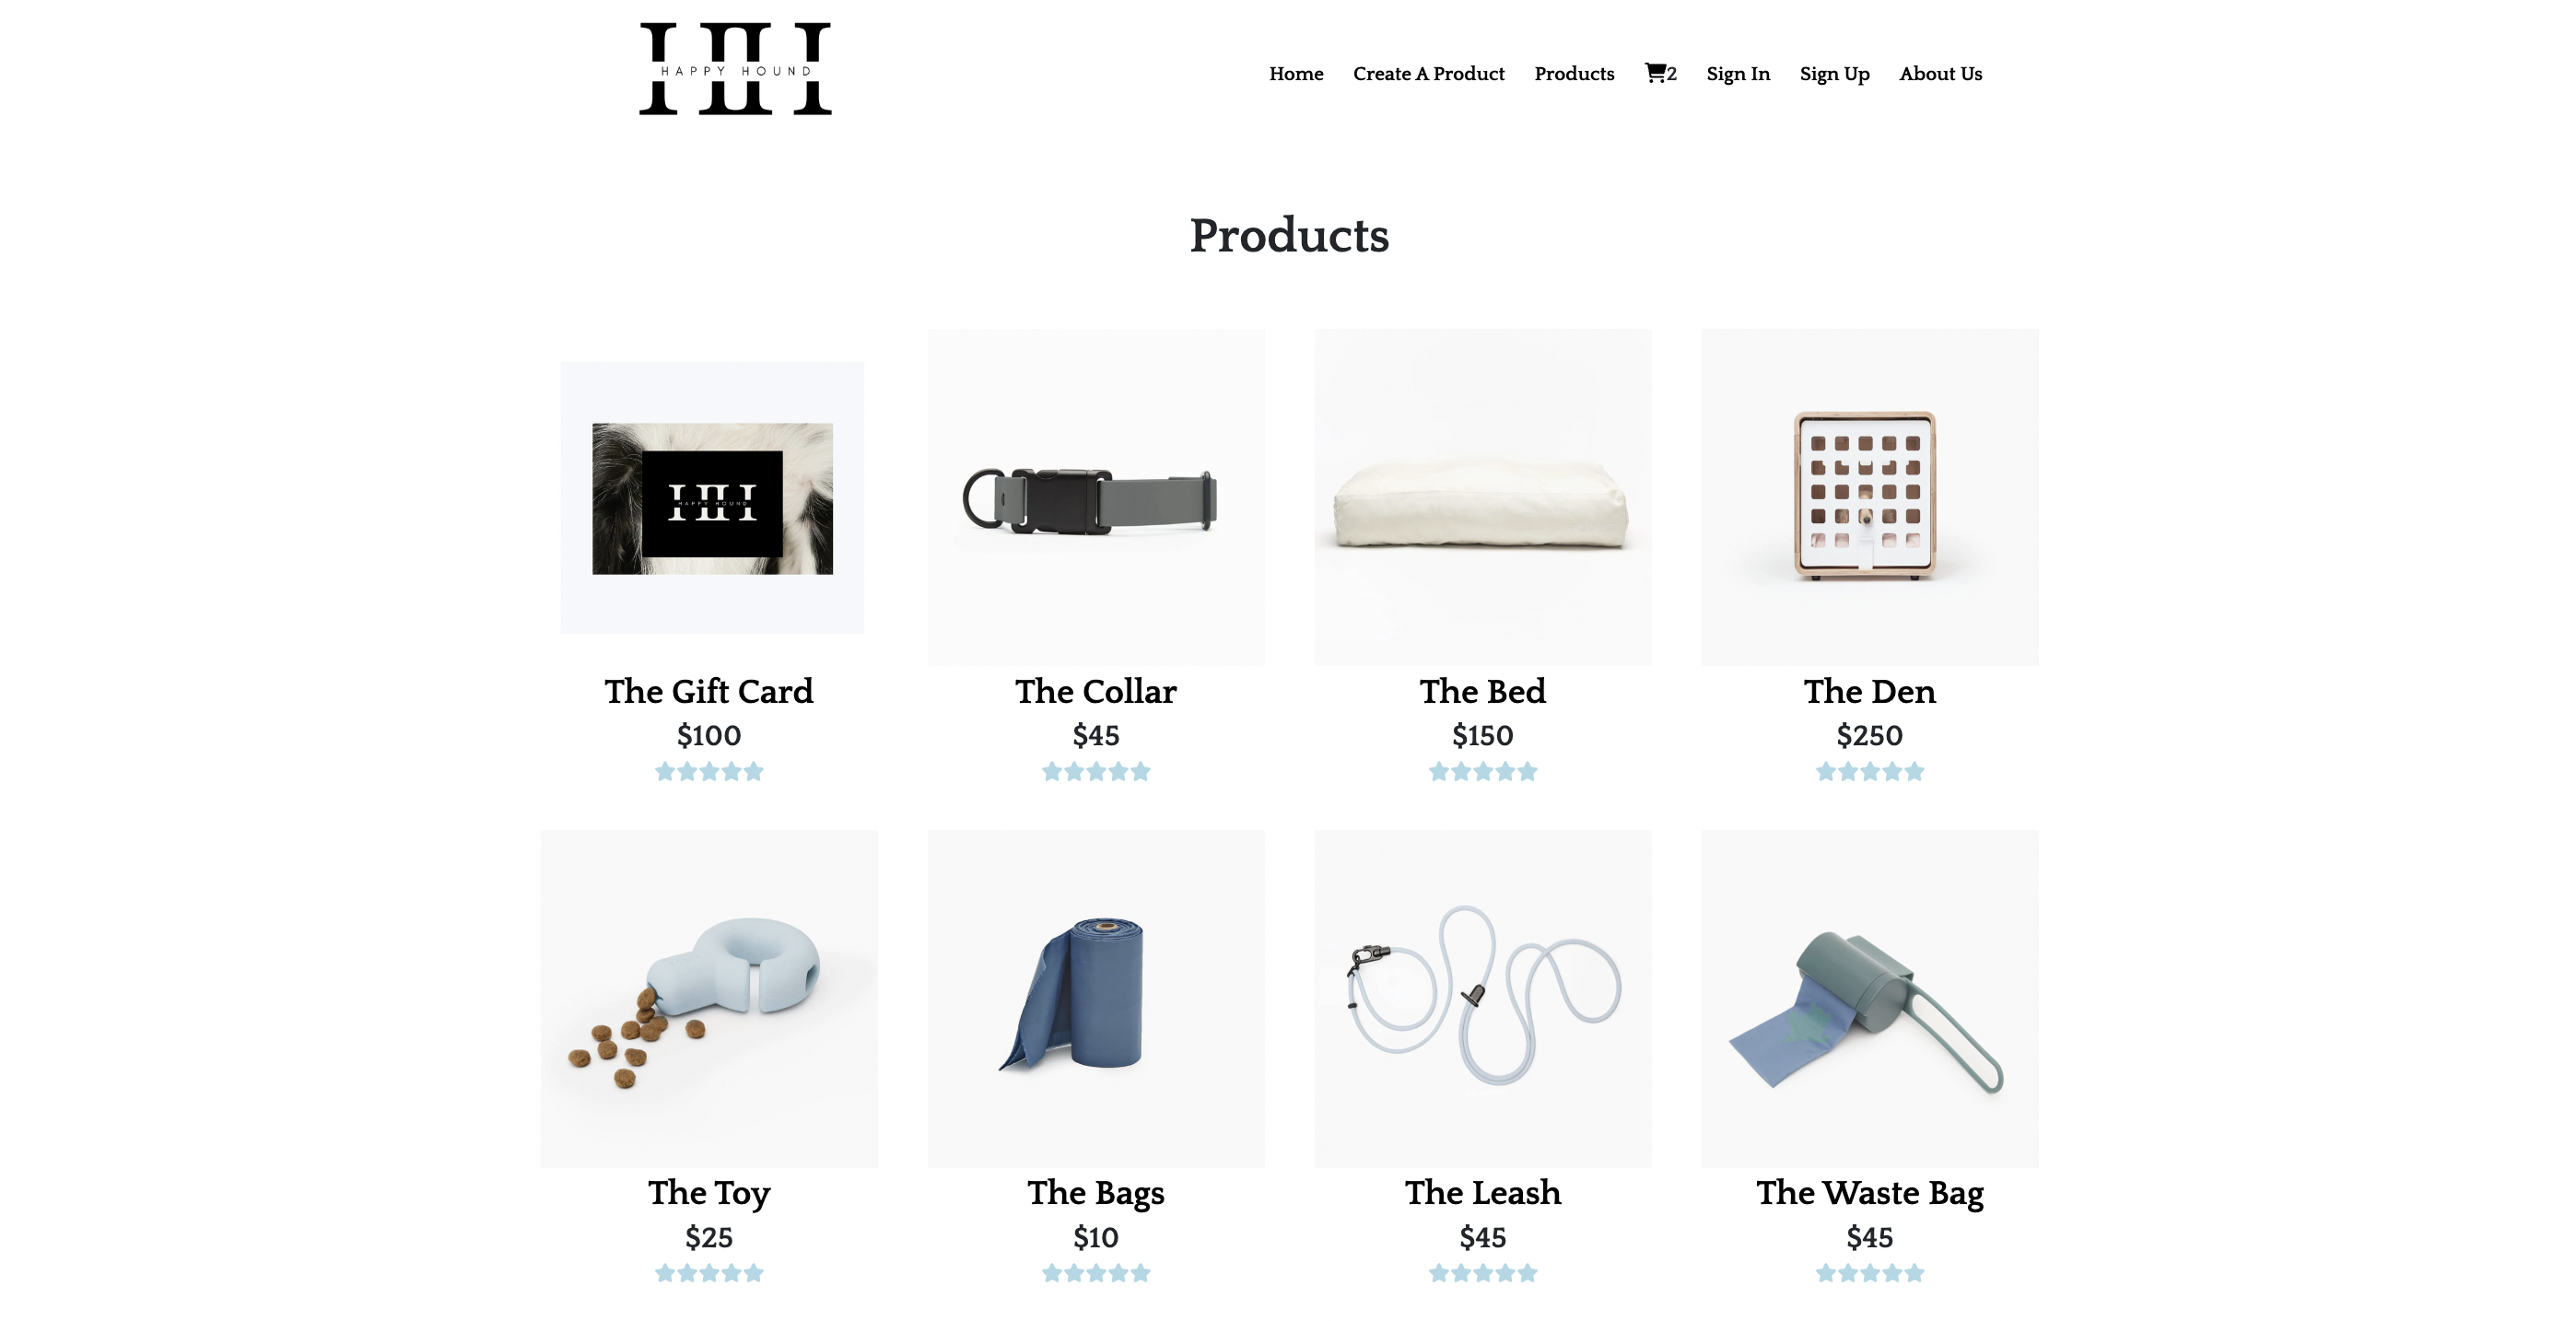 HAPPY HOUND
Home Create A Product Products 2 Sign In Sign Up About Us
Products
HAPPY HOUND
The Gift Card The Collar The Bed The Den
$100 $45 $150 $250
The Toy The Bags The Leash The Waste Bag
$25 $10 $45 $45